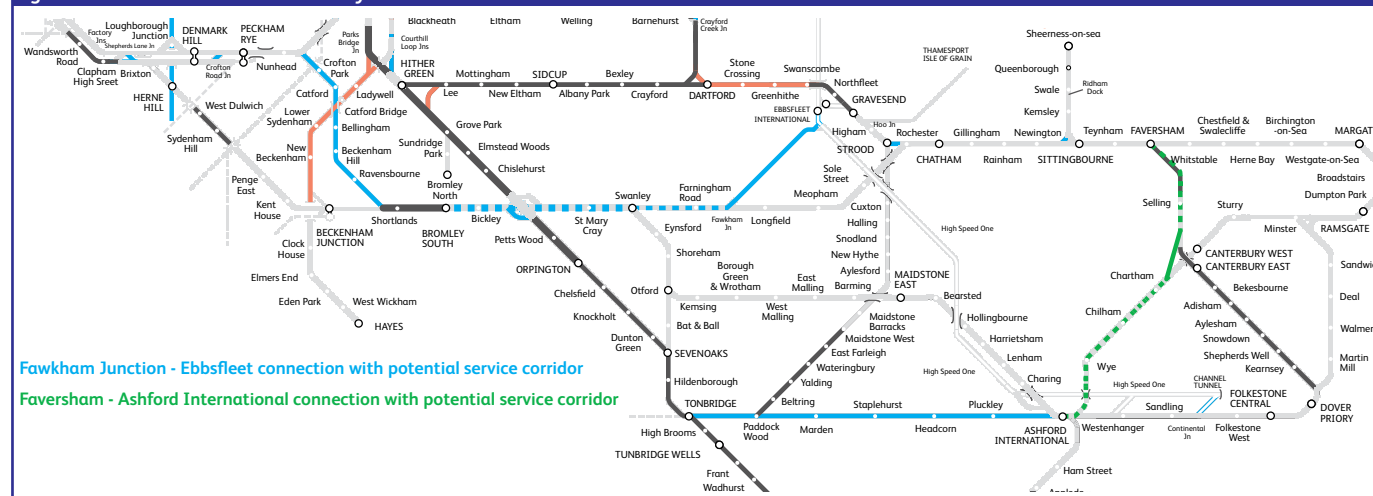 Loughborough
Junction
Factory
Jns
Shepherds Lane Jn
DENMARK
HILL
PECKHAM
RYE
Parks
Bridge
Jn
Blackheath
Eltham
Welling
Barnehurst
Crayford
Creek Jn
Courthill
Loop Jns
Wandsworth
Road
Clapham
High Sreet
Brixton
Crofton
Road Jn
Nunhead
Crofton
Park
HITHER
GREEN
Mottingham
SIDCUP
Bexley
Stone
Crossing
Swanscombe
Northfleet
THAMESPORT
ISLE OF GRAIN
Sheerness-on-sea
Queenborough
Swale
Ridham
Dock
Kemsley
HERNE
HILL
West Dulwich
Catford
Ladywell
Lee
New Eltham
Albany Park
Crayford
DARTFORD
Greenhithe
GRAVESEND
EBBSFLEET
INTERNATIONAL
Lower
Sydenham
Catford Bridge
Bellingham
Grove Park
Higham
Hoo Jn
Rochester
Gillingham
Newington
Teynham
FAVERSHAM
Chestfield &
Swalecliffe
Birchington
-on-Sea
MARGAT
Sydenham
Hill
New
Beckenham
Beckenham
Hill
Sundridge
Park
Elmstead Woods
STROOD
CHATHAM
Rainham
SITTINGBOURNE
Whitstable
Herne Bay
Westgate-on-Sea
Penge
East
Ravensbourne
Chislehurst
Sole
Street
Broadstairs
Bromley
North
Swanley
Farningham
Road
Meopham
Dumpton Park
Kent
House
BECKENHAM
JUNCTION
Shortlands
BROMLEY
SOUTH
Bickley
St Mary
Cray
Eynsford
Fawkham
Jn
Longfield
Cuxton
Selling
Sturry
Minster
RAMSGATE
Halling
High Speed One
Clock
House
Petts Wood
Snodland
Shoreham
New Hythe
CANTERBURY WEST
CANTERBURY EAST
Sandwi
Elmers End
ORPINGTON
Borough
Green
& Wrotham
East
Malling
Aylesford
Barming
MAIDSTONE
EAST
Chartham
Bekesbourne
Eden Park
West Wickham
Chelsfield
Otford
Bearsted
Deal
Kemsing
West
Malling
Adisham
HAYES
Knockholt
Bat & Ball
Maidstone
Barracks
Hollingbourne
Chilham
Aylesham
Walmer
Dunton
Green
Maidstone West
Harrietsham
Snowdown
SEVENOAKS
East Farleigh
Lenham
Shepherds Well
Martin
Mill
Fawkham Junction - Ebbsfleet connection with potential service corridor
Wateringbury
High Speed One
Wye
Kearnsey
Hildenborough
Yalding
Charing
High Speed One
CHANNEL
TUNNEL
Faversham - Ashford International connection with potential service corridor
TONBRIDGE
Beltring
Staplehurst
Pluckley
Sandling
FOLKESTONE
CENTRAL
DOVER
PRIORY
High Brooms
Paddock
Wood
Marden
Headcorn
ASHFORD
INTERNATIONAL
Westenhanger
Continental
Jn
Folkestone
West
TUNBRIDGE WELLS
Frant
Wadhurst
Ham Street